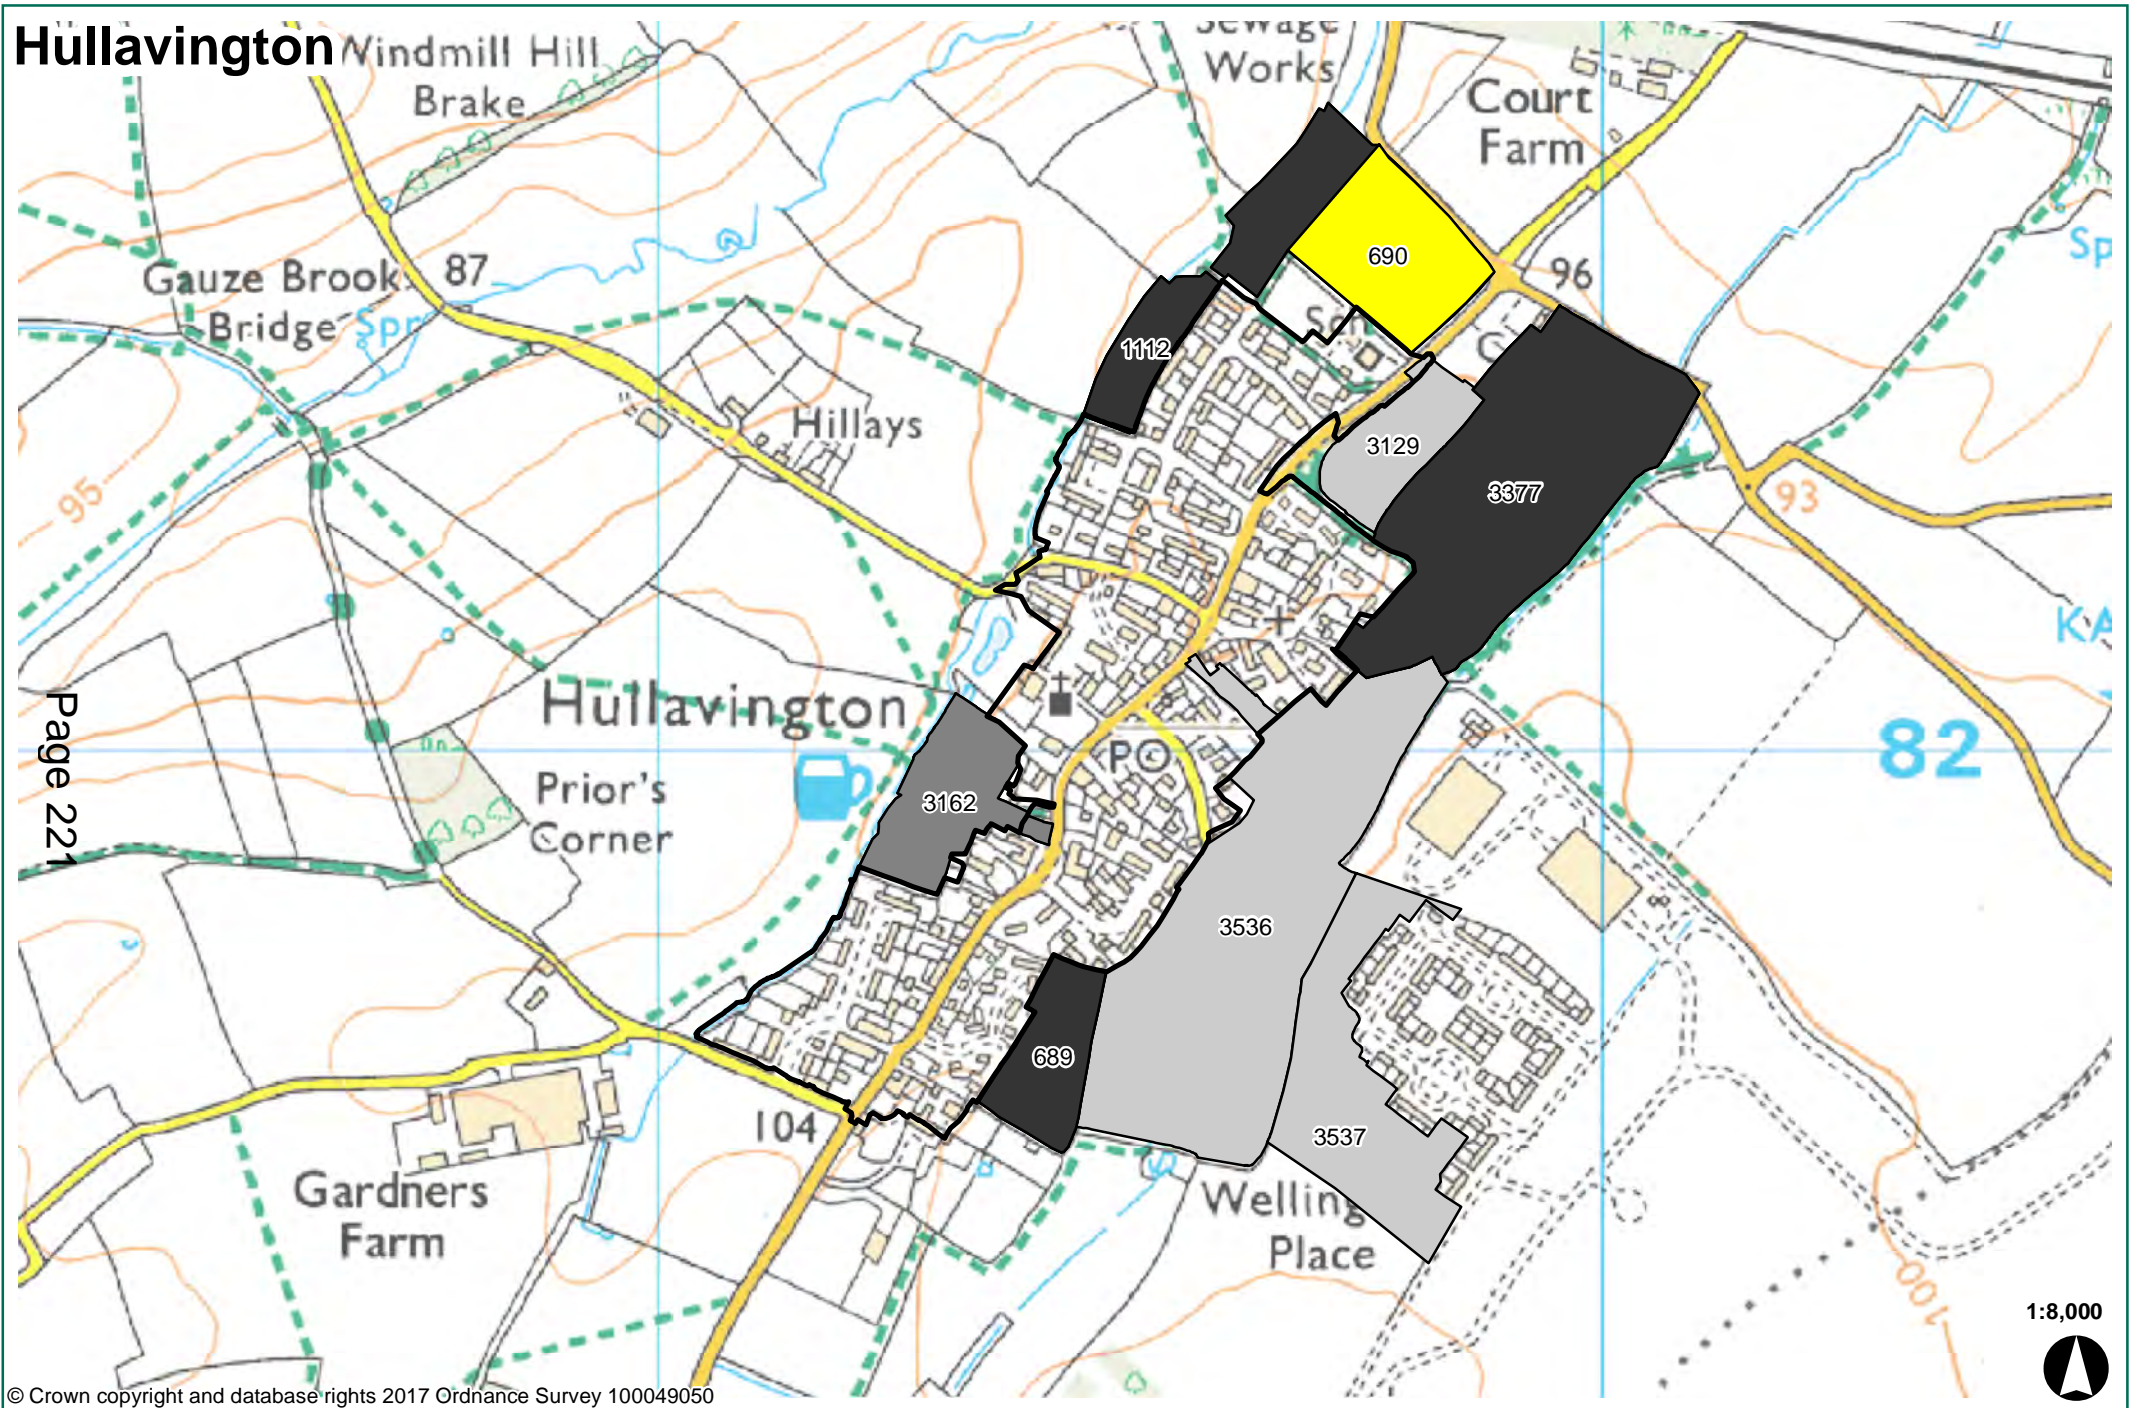 Hullavington
Windmill Hill
Brake
Sewage
Works
Court
Farm
690
96
Gauze Brook
Bridge
Spr
87
1112
Hillays
3129
3377
95
93
Hullavington
82
PO
Prior's
Corner
3162
3536
689
104
3537
Gardners
Farm
Welling
Place
100
Page 221
1:8,000
© Crown copyright and database rights 2017 Ordnance Survey 100049050